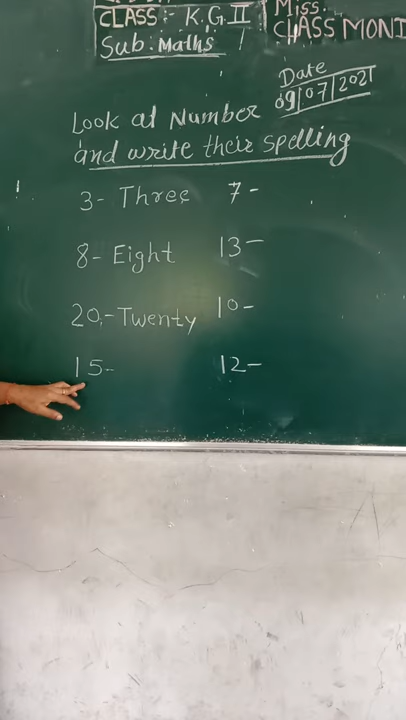 CLASS:- K.G.II
Miss.
Sub: Maths
CLASS MONI
Date
09/07/2021
Look at Number
and write their spelling
3- Three 7-
8- Eight 13-
20,-Twenty 10-
15- 12-